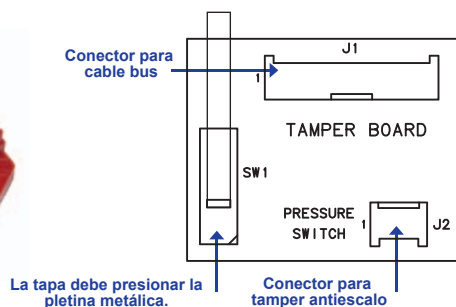 Conector para
cable bus
J1
1
TAMPER BOARD
SW1
PRESSURE
SWITCH
1
J2
La tapa debe presionar la
pletina metálica.
Conector para
tamper antiescalo